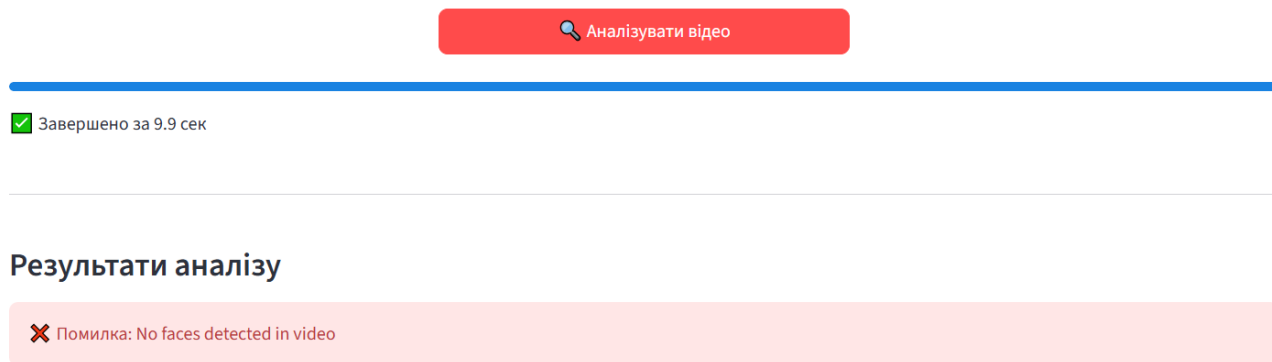 Аналізувати відео
Завершено за 9.9 сек
Результати аналізу
Помилка: No faces detected in video